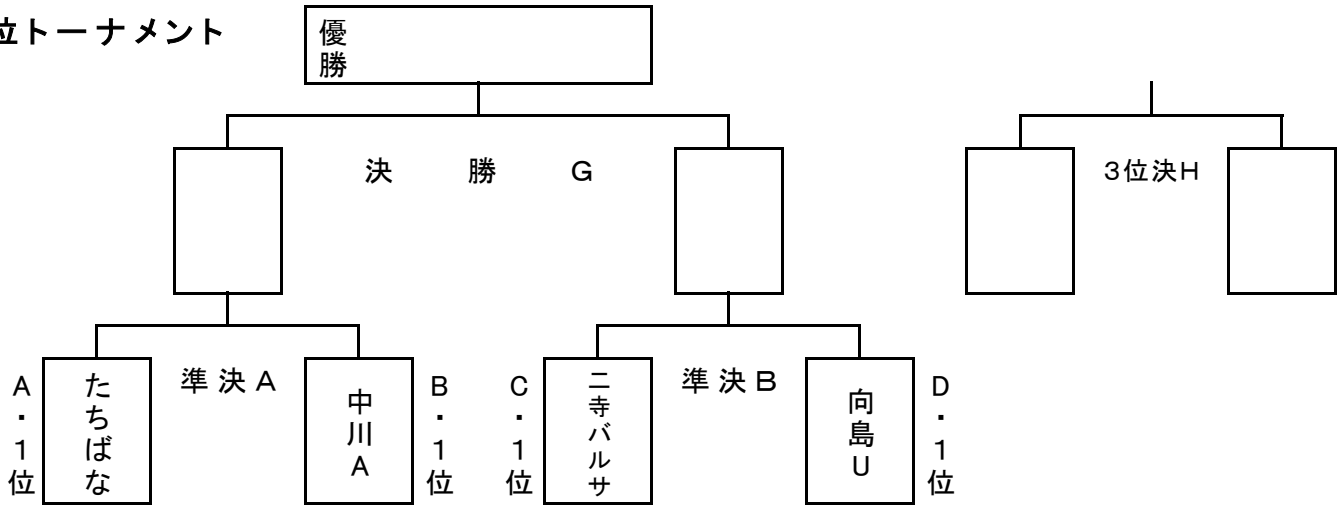 位トーナメント
優勝
決勝G
3位決H
A・1位
たちばな
準決A
中川A
B・1位
C・1位
二寺バルサ
準決B
向島U
D・1位